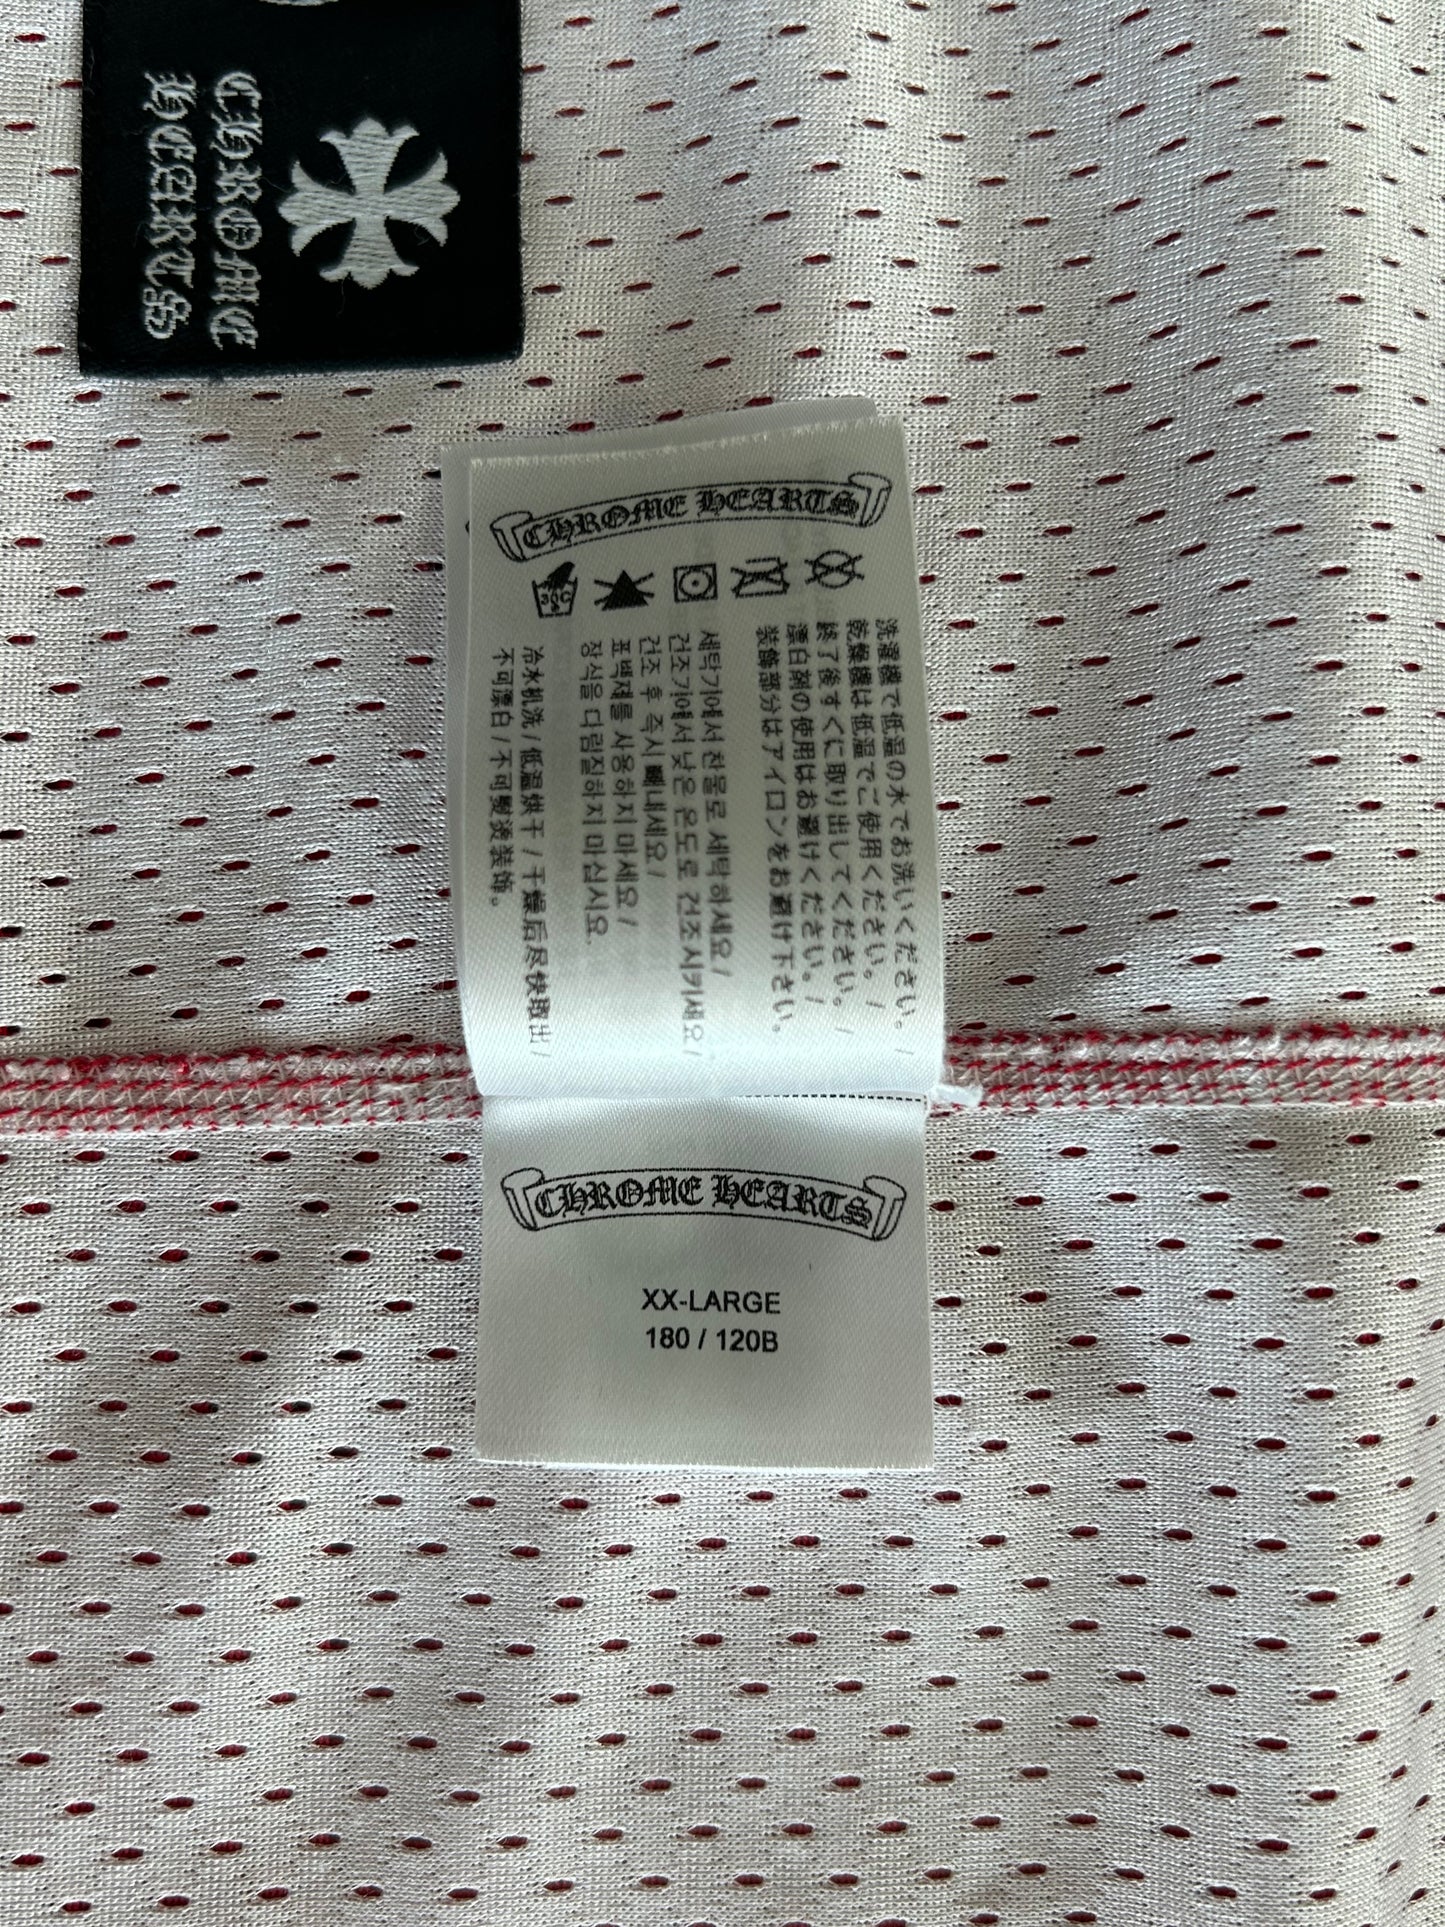 CHROME
HEARTS
CHROME HEARTS
30C
洗濯機で低温の水でお洗いください。/
乾燥機は低温でご使用ください。/
終了後すぐに取り出してください。/
漂白剤の使用はお避けください。/
装飾部分はアイロンをお避け下さい。
세탁기에서 찬물로 세탁하세요/
건조기에서 낮은 온도로 건조시키세요/
건조 후 즉시 빼내세요/
표백제를 사용하지 마세요/
장식을 다림질하지 마십시요.
冷水机洗/低温烘干/干燥后尽快取出/
不可漂白/不可熨烫装饰。
CHROME HEARTS
XX-LARGE
180 / 120B